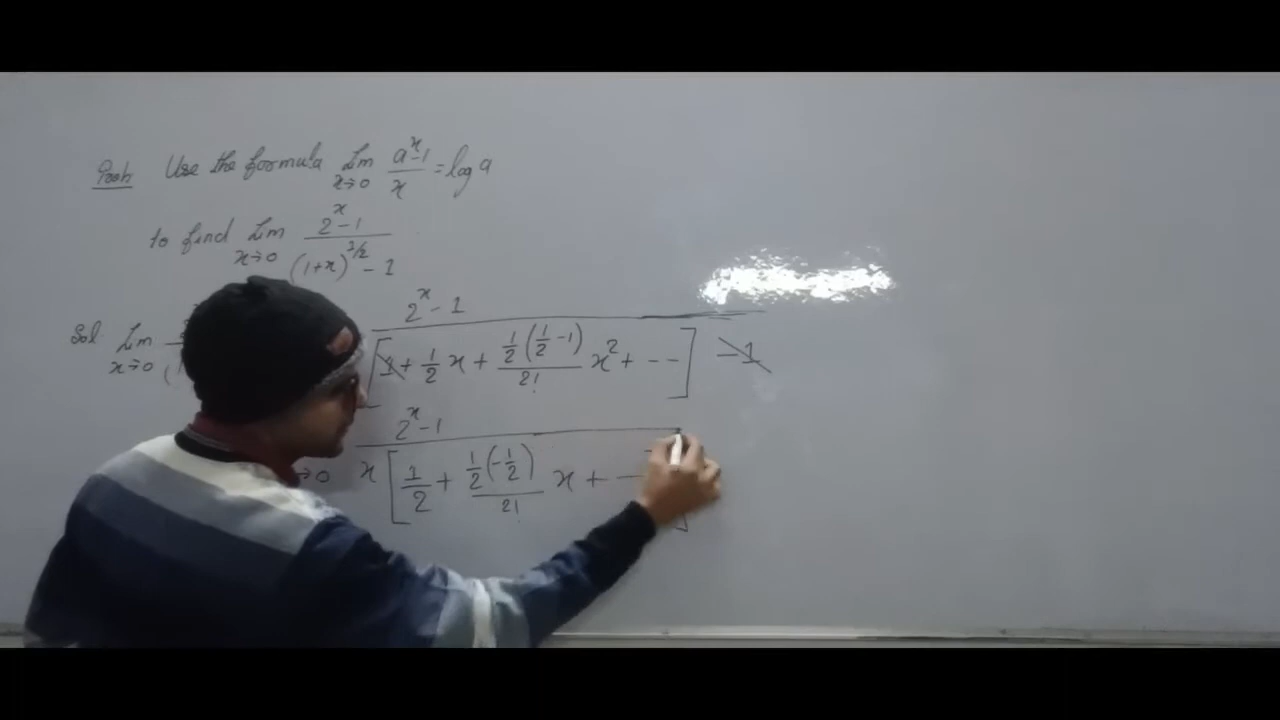 Prob Use the formula Lim x→0 (a^x-1)/x = log a
to find Lim x→0 (2^x-1)/((1+x)^{1/2}-1)
Sol Lim x→0 (2^x-1)/([1+1/2 x+(1/2(1/2-1))/2! x^2+--] -1)
→0 (2^x-1)/(x[1/2+(1/2(-1/2))/2! x+--])